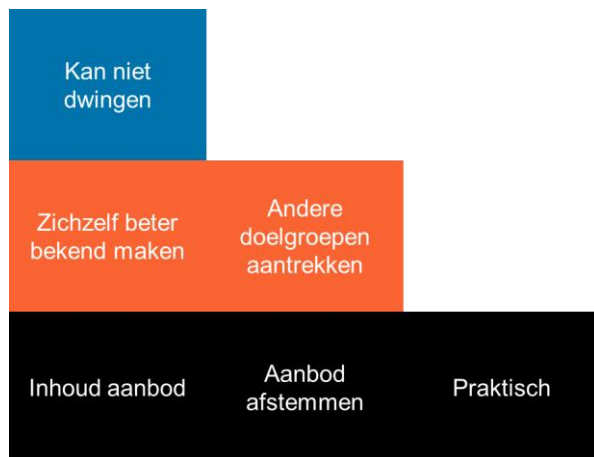 Kan niet
dwingen
Zichzelf beter
bekend maken
Andere
doelgroepen
aantrekken
Inhoud aanbod
Aanbod
afstemmen
Praktisch